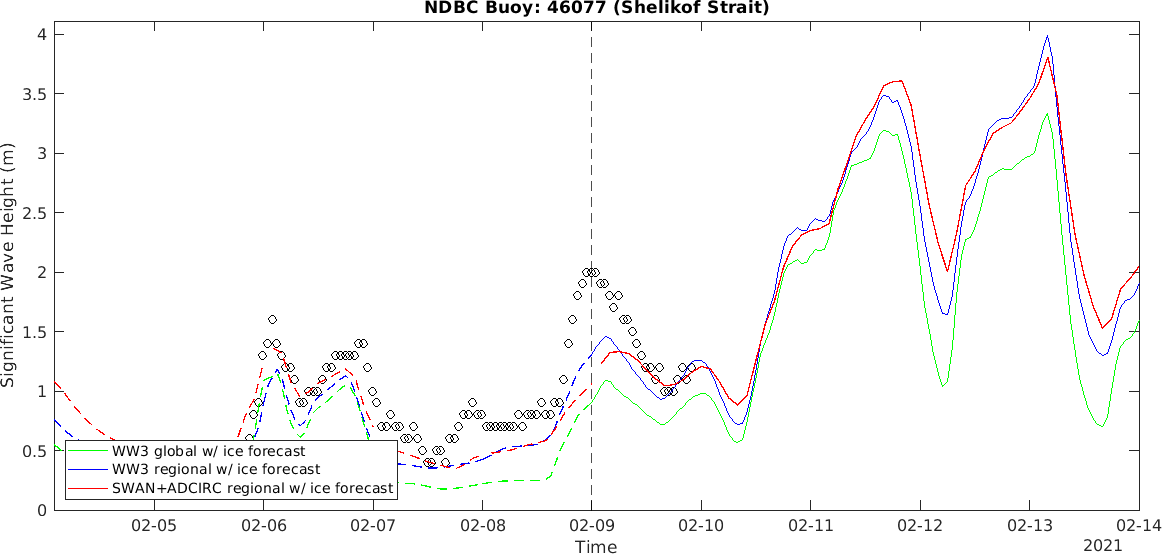 NDBC Buoy: 46077 (Shelikof Strait)
Significant Wave Height (m)
4
3.5
3
2.5
2
1.5
1
0.5
0
WW3 global w/ ice forecast
WW3 regional w/ ice forecast
SWAN+ADCIRC regional w/ ice forecast
02-05 02-06 02-07 02-08 02-09 02-10 02-11 02-12 02-13 02-14
Time
2021